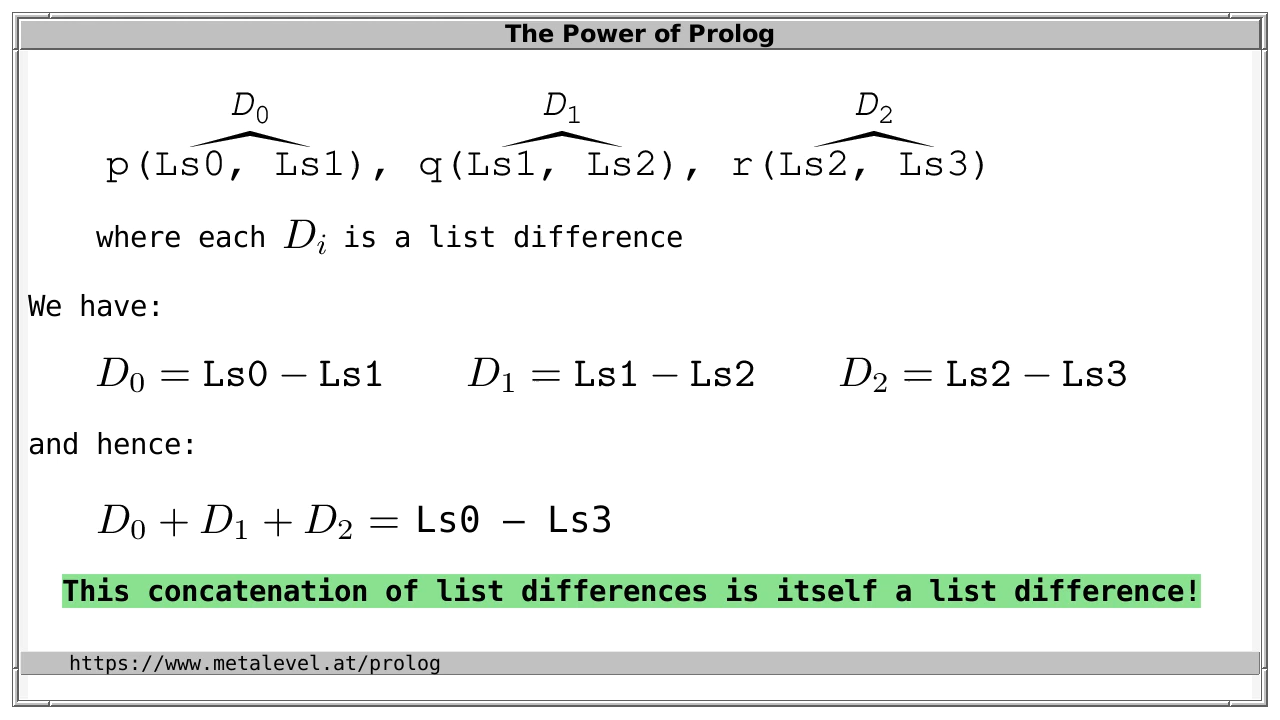 The Power of Prolog
D₀ D₁ D₂
p(Ls0, Ls1), q(Ls1, Ls2), r(Ls2, Ls3)
where each Dᵢ is a list difference
We have:
D₀ = Ls0 − Ls1 D₁ = Ls1 − Ls2 D₂ = Ls2 − Ls3
and hence:
D₀ + D₁ + D₂ = Ls0 – Ls3
This concatenation of list differences is itself a list difference!
https://www.metalevel.at/prolog